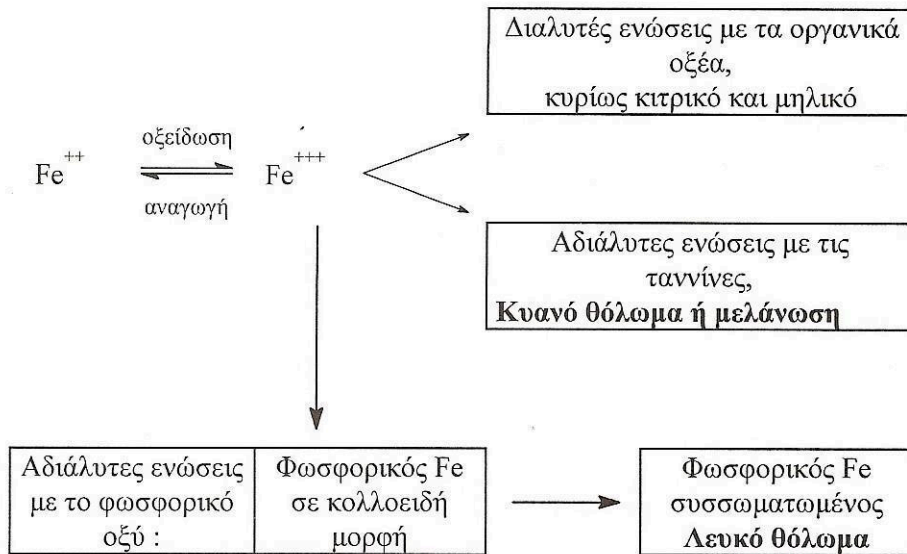 Διαλυτές ενώσεις με τα οργανικά
οξέα,
κυρίως κιτρικό και μηλικό
οξείδωση
Fe++ Fe+++
αναγωγή
Αδιάλυτες ενώσεις με τις
ταννίνες,
Κυανό θόλωμα ή μελάνωση
Αδιάλυτες ενώσεις
με το φωσφορικό
οξύ :
Φωσφορικός Fe
σε κολλοειδή
μορφή
Φωσφορικός Fe
συσσωματωμένος
Λευκό θόλωμα